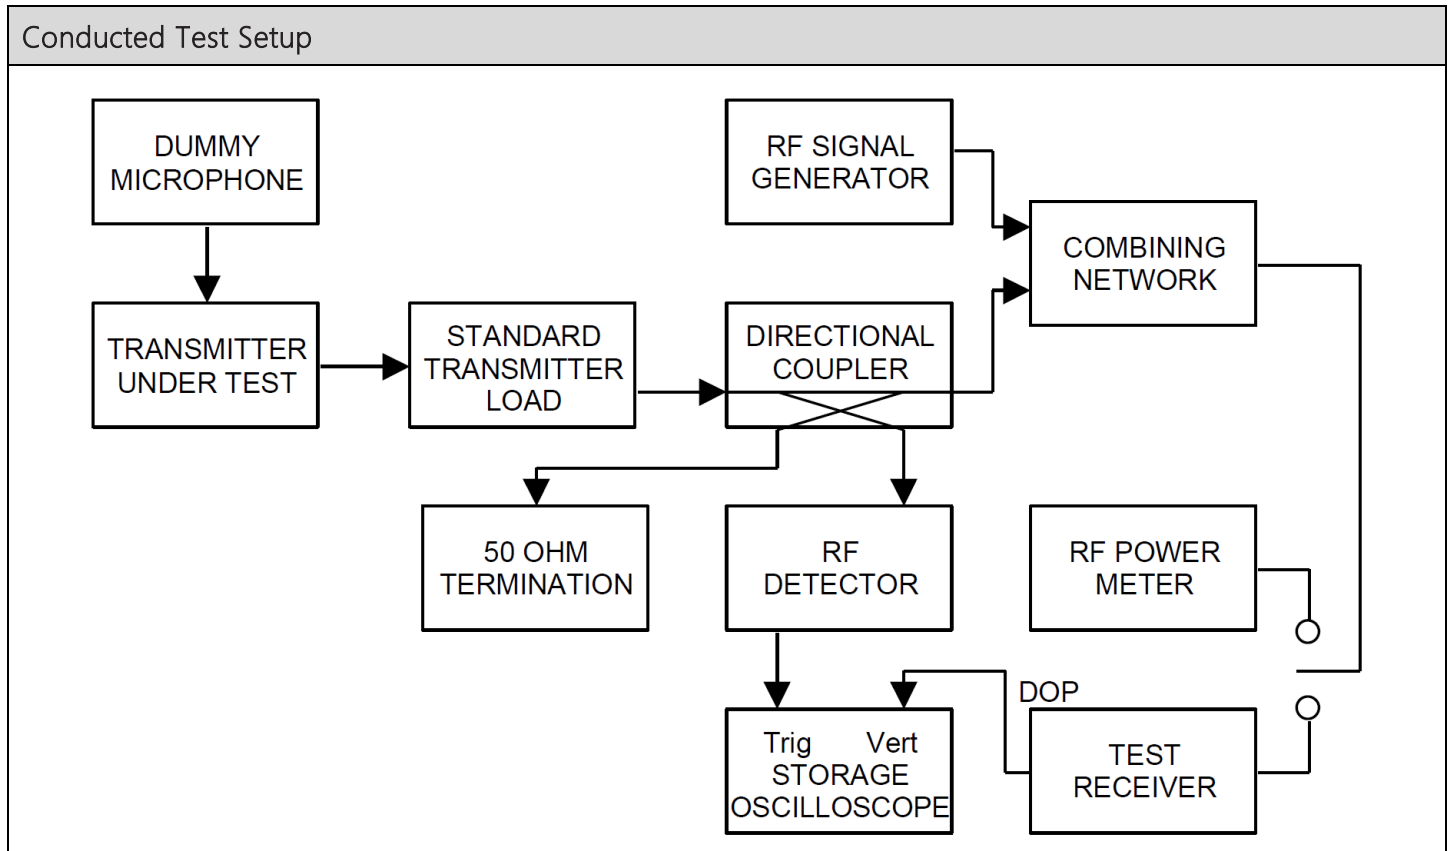 Conducted Test Setup
DUMMY
MICROPHONE
RF SIGNAL
GENERATOR
COMBINING
NETWORK
TRANSMITTER
UNDER TEST
STANDARD
TRANSMITTER
LOAD
DIRECTIONAL
COUPLER
50 OHM
TERMINATION
RF
DETECTOR
RF POWER
METER
DOP
Trig Vert
STORAGE
OSCILLOSCOPE
TEST
RECEIVER